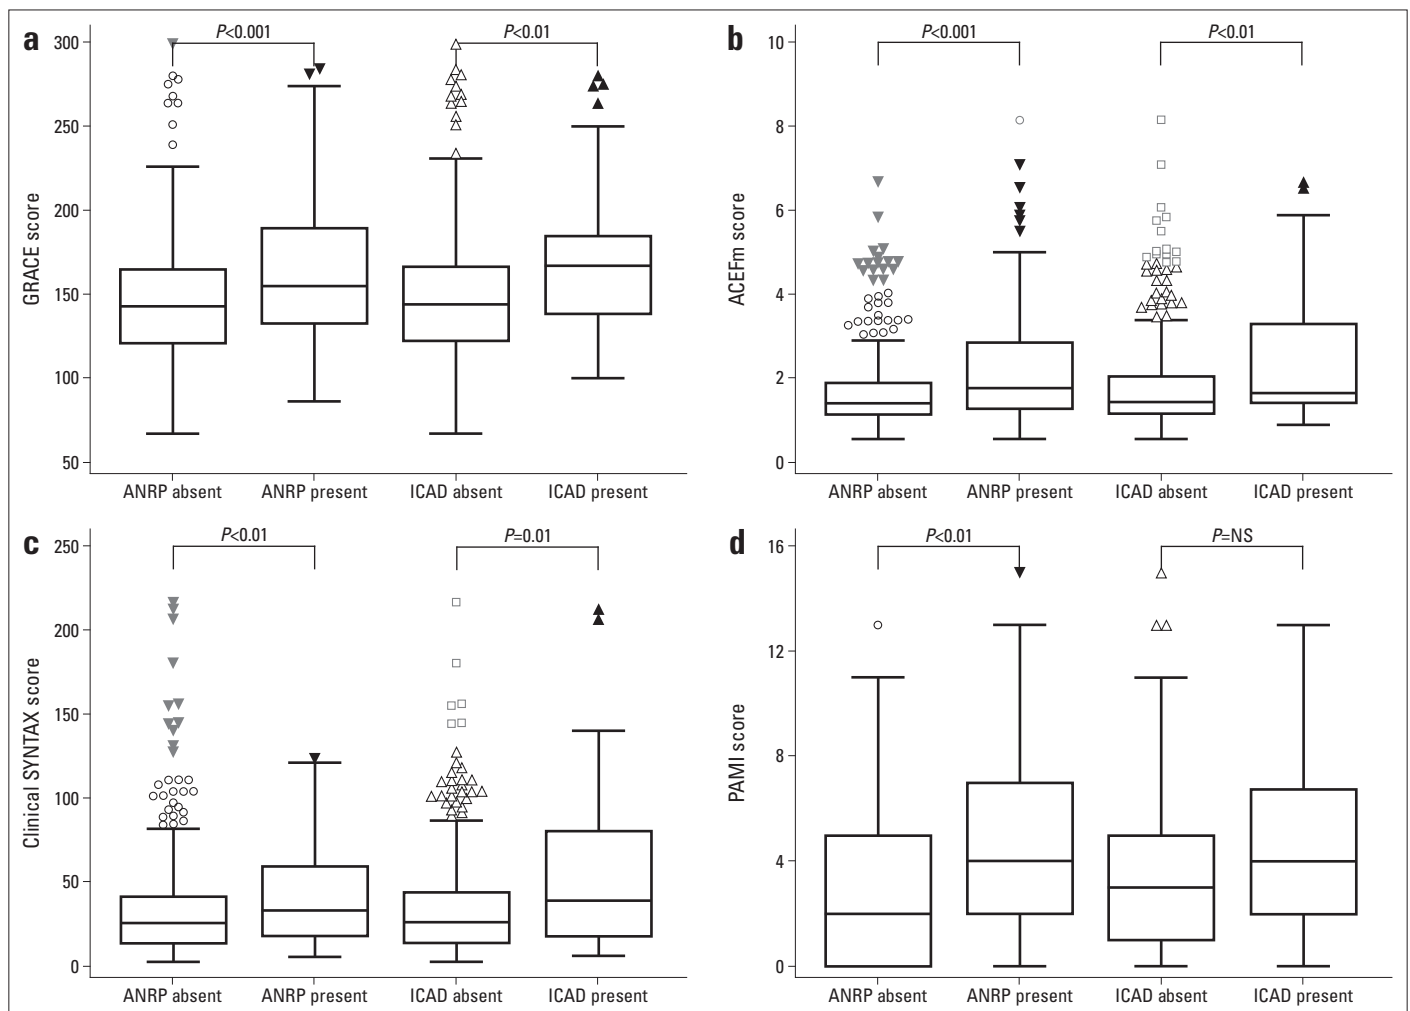 a
P<0.001
P<0.01
300
250
200
150
100
50
GRACE score
ANRP absent
ANRP present
ICAD absent
ICAD present
b
P<0.001
P<0.01
10
8
6
4
2
0
ACEFm score
ANRP absent
ANRP present
ICAD absent
ICAD present
c
P<0.01
P=0.01
250
200
150
100
50
0
Clinical SYNTAX score
ANRP absent
ANRP present
ICAD absent
ICAD present
d
P<0.01
P=NS
16
12
8
4
0
PAMI score
ANRP absent
ANRP present
ICAD absent
ICAD present